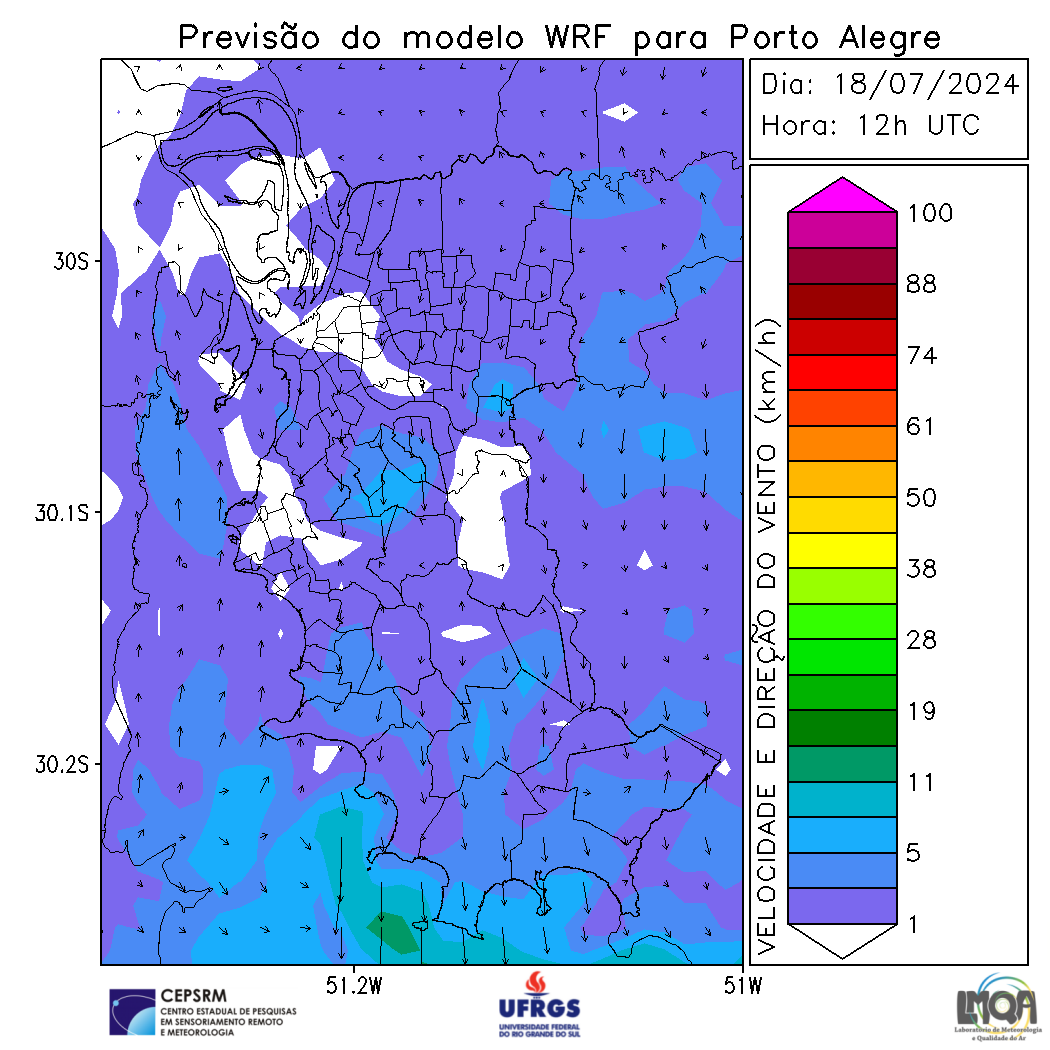 Previsão do modelo WRF para Porto Alegre
Dia: 18/07/2024
Hora: 12h UTC
30S
30.1S
30.2S
51.2W
51W
VELOCIDADE E DIREÇÃO DO VENTO (km/h)
100
88
74
61
50
38
28
19
11
5
1
CEPSRM
CENTRO ESTADUAL DE PESQUISAS
EM SENSORIAMENTO REMOTO
E METEOROLOGIA
UFRGS
UNIVERSIDADE FEDERAL
DO RIO GRANDE DO SUL
LMQA
Laboratório de Meteorologia
e Qualidade do Ar